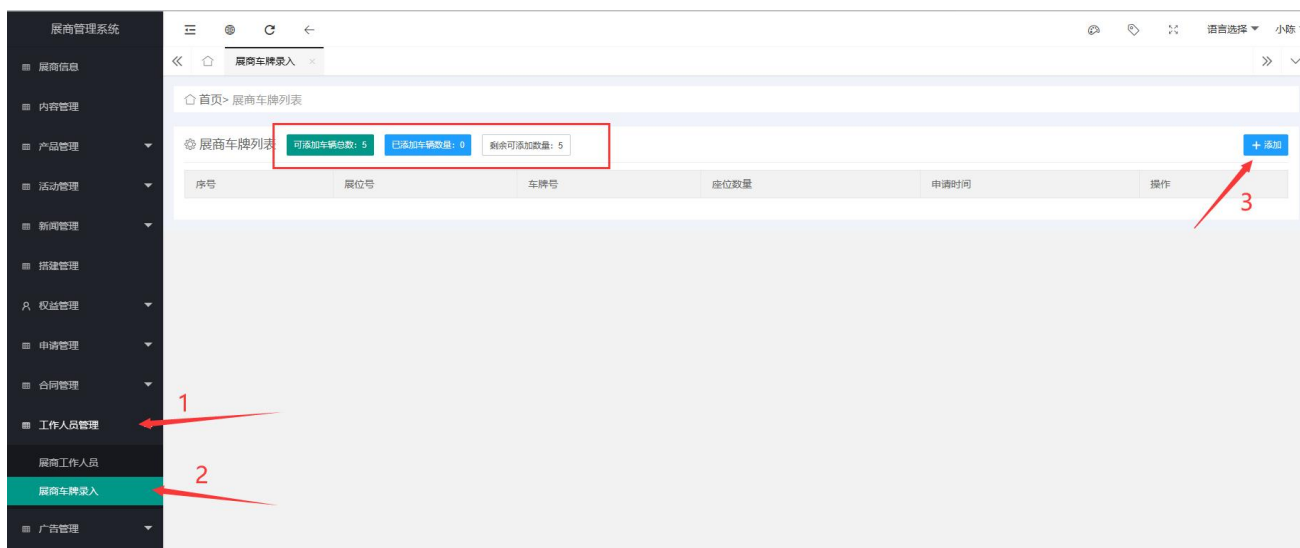 展商管理系统
语言选择 小陈
展商信息
展商车牌录入
内容管理
首页> 展商车牌列表
产品管理
展商车牌列表 可添加车辆总数: 5 已添加车辆数量: 0 剩余可添加数量: 5 添加
活动管理
序号 展位号 车牌号 座位数量 申请时间 操作
3
新闻管理
搭建管理
权益管理
申请管理
合同管理
1
工作人员管理
展商工作人员
2
展商车牌录入
广告管理